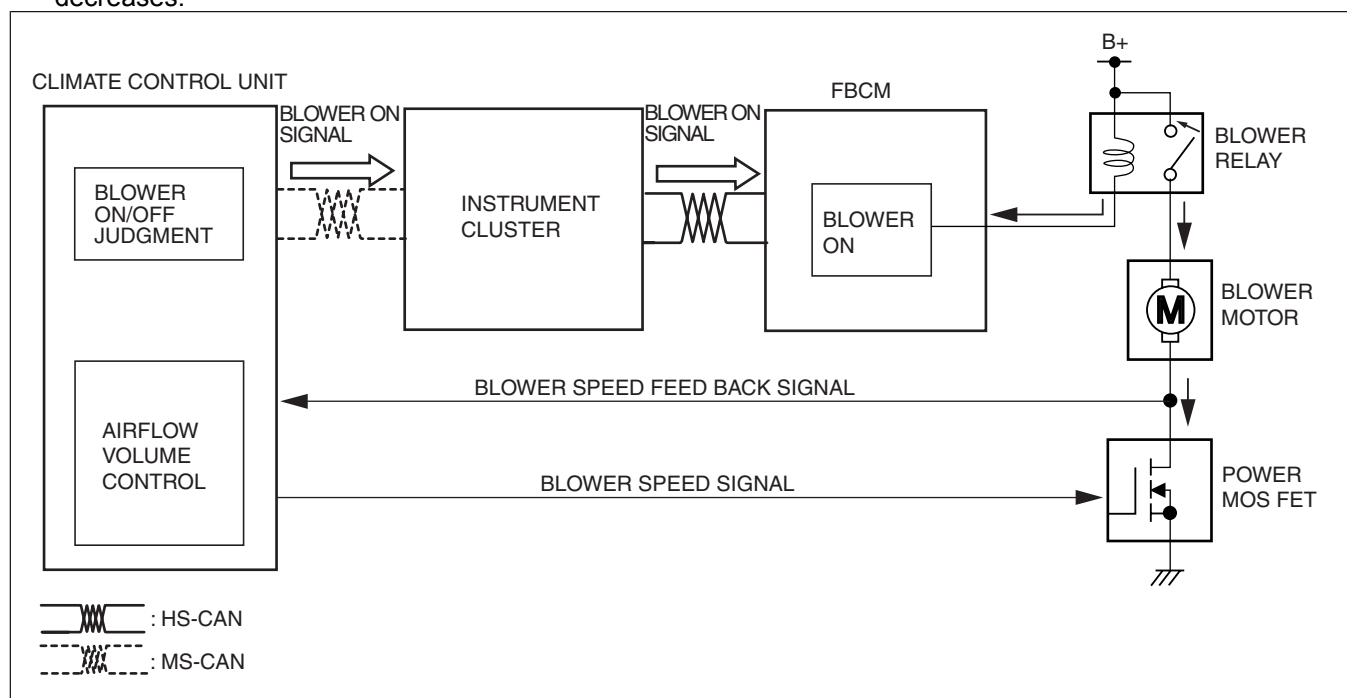 decreases.
B+
CLIMATE CONTROL UNIT
FBCM
BLOWER ON
SIGNAL
BLOWER ON
SIGNAL
BLOWER
RELAY
BLOWER
ON/OFF
JUDGMENT
INSTRUMENT
CLUSTER
BLOWER
ON
BLOWER
MOTOR
M
BLOWER SPEED FEED BACK SIGNAL
AIRFLOW
VOLUME
CONTROL
BLOWER SPEED SIGNAL
POWER
MOS FET
: HS-CAN
: MS-CAN